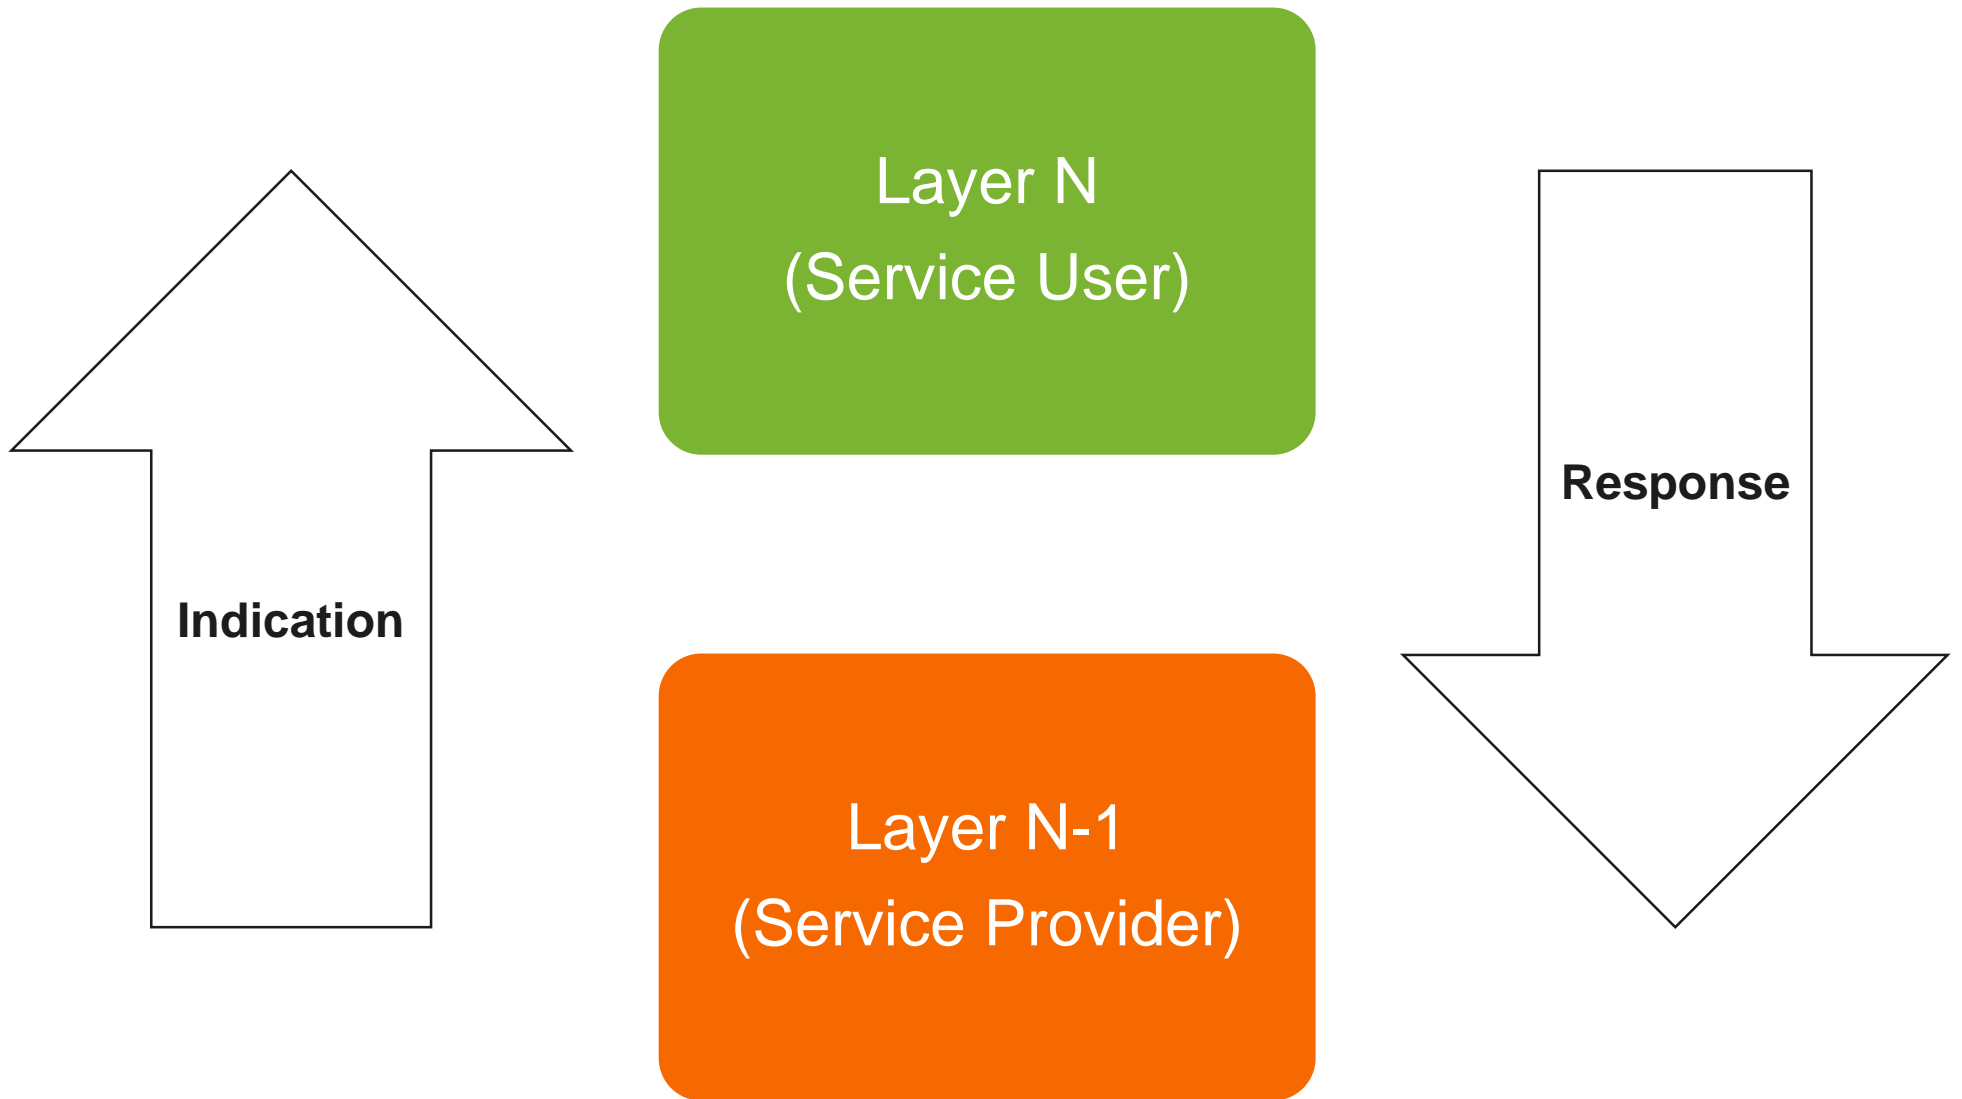 Layer N
(Service User)
Indication
Response
Layer N-1
(Service Provider)